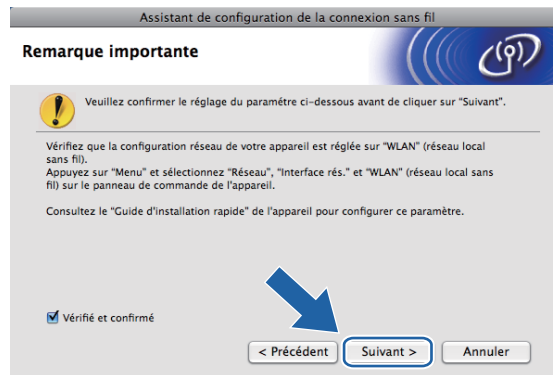 Assistant de configuration de la connexion sans fil
Remarque importante
Veuillez confirmer le réglage du paramétre ci-dessous avant de cliquer sur "Suivant".
Vérifiez que la configuration réseau de votre appareil est réglée sur "WLAN" (réseau local
sans fil).
Appuyez sur "Menu" et sélectionnez "Réseau", "Interface rés." et "WLAN" (réseau local sans
fil) sur le panneau de commande de l'appareil.
Consultez le "Guide d'installation rapide" de l'appareil pour configurer ce paramètre.
Vérifié et confirmé
< Précédent
Suivant >
Annuler